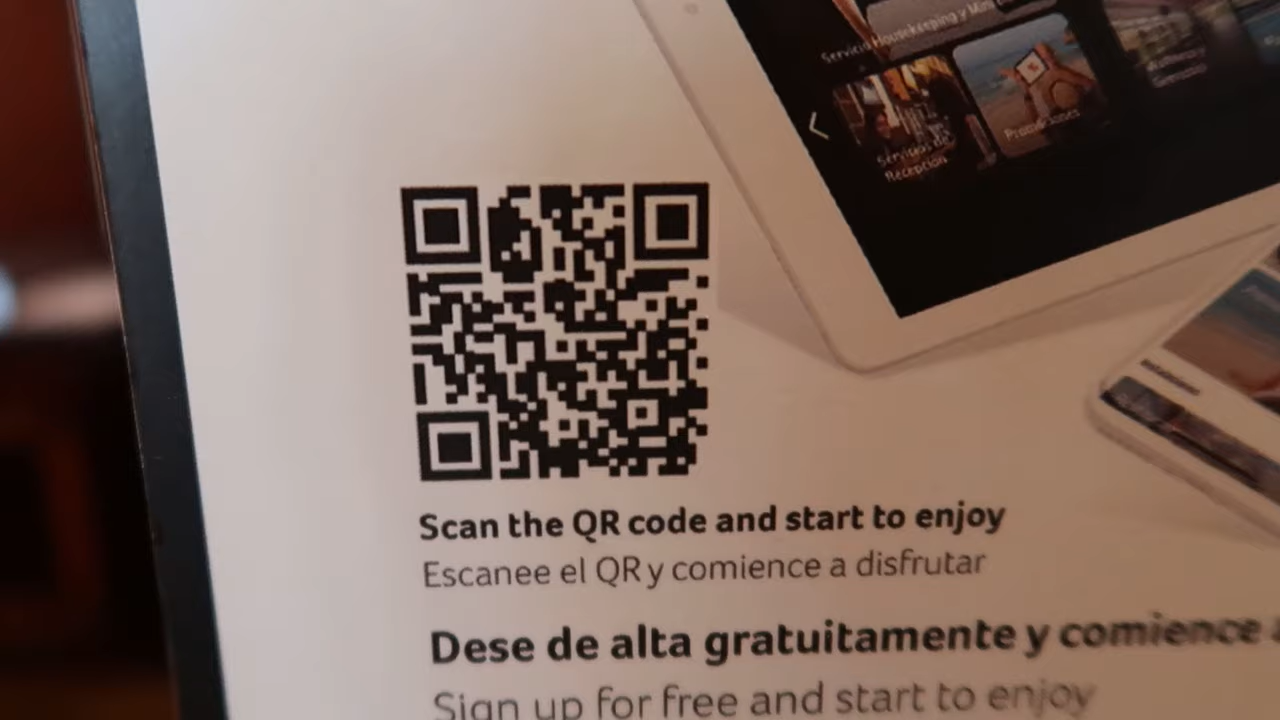 Servicio Housekeeping y Mini
Servicios de
Recepción
Promociones
Scan the QR code and start to enjoy
Escanee el QR y comience a disfrutar
Dese de alta gratuitamente y comience
Sign up for free and start to enjoy